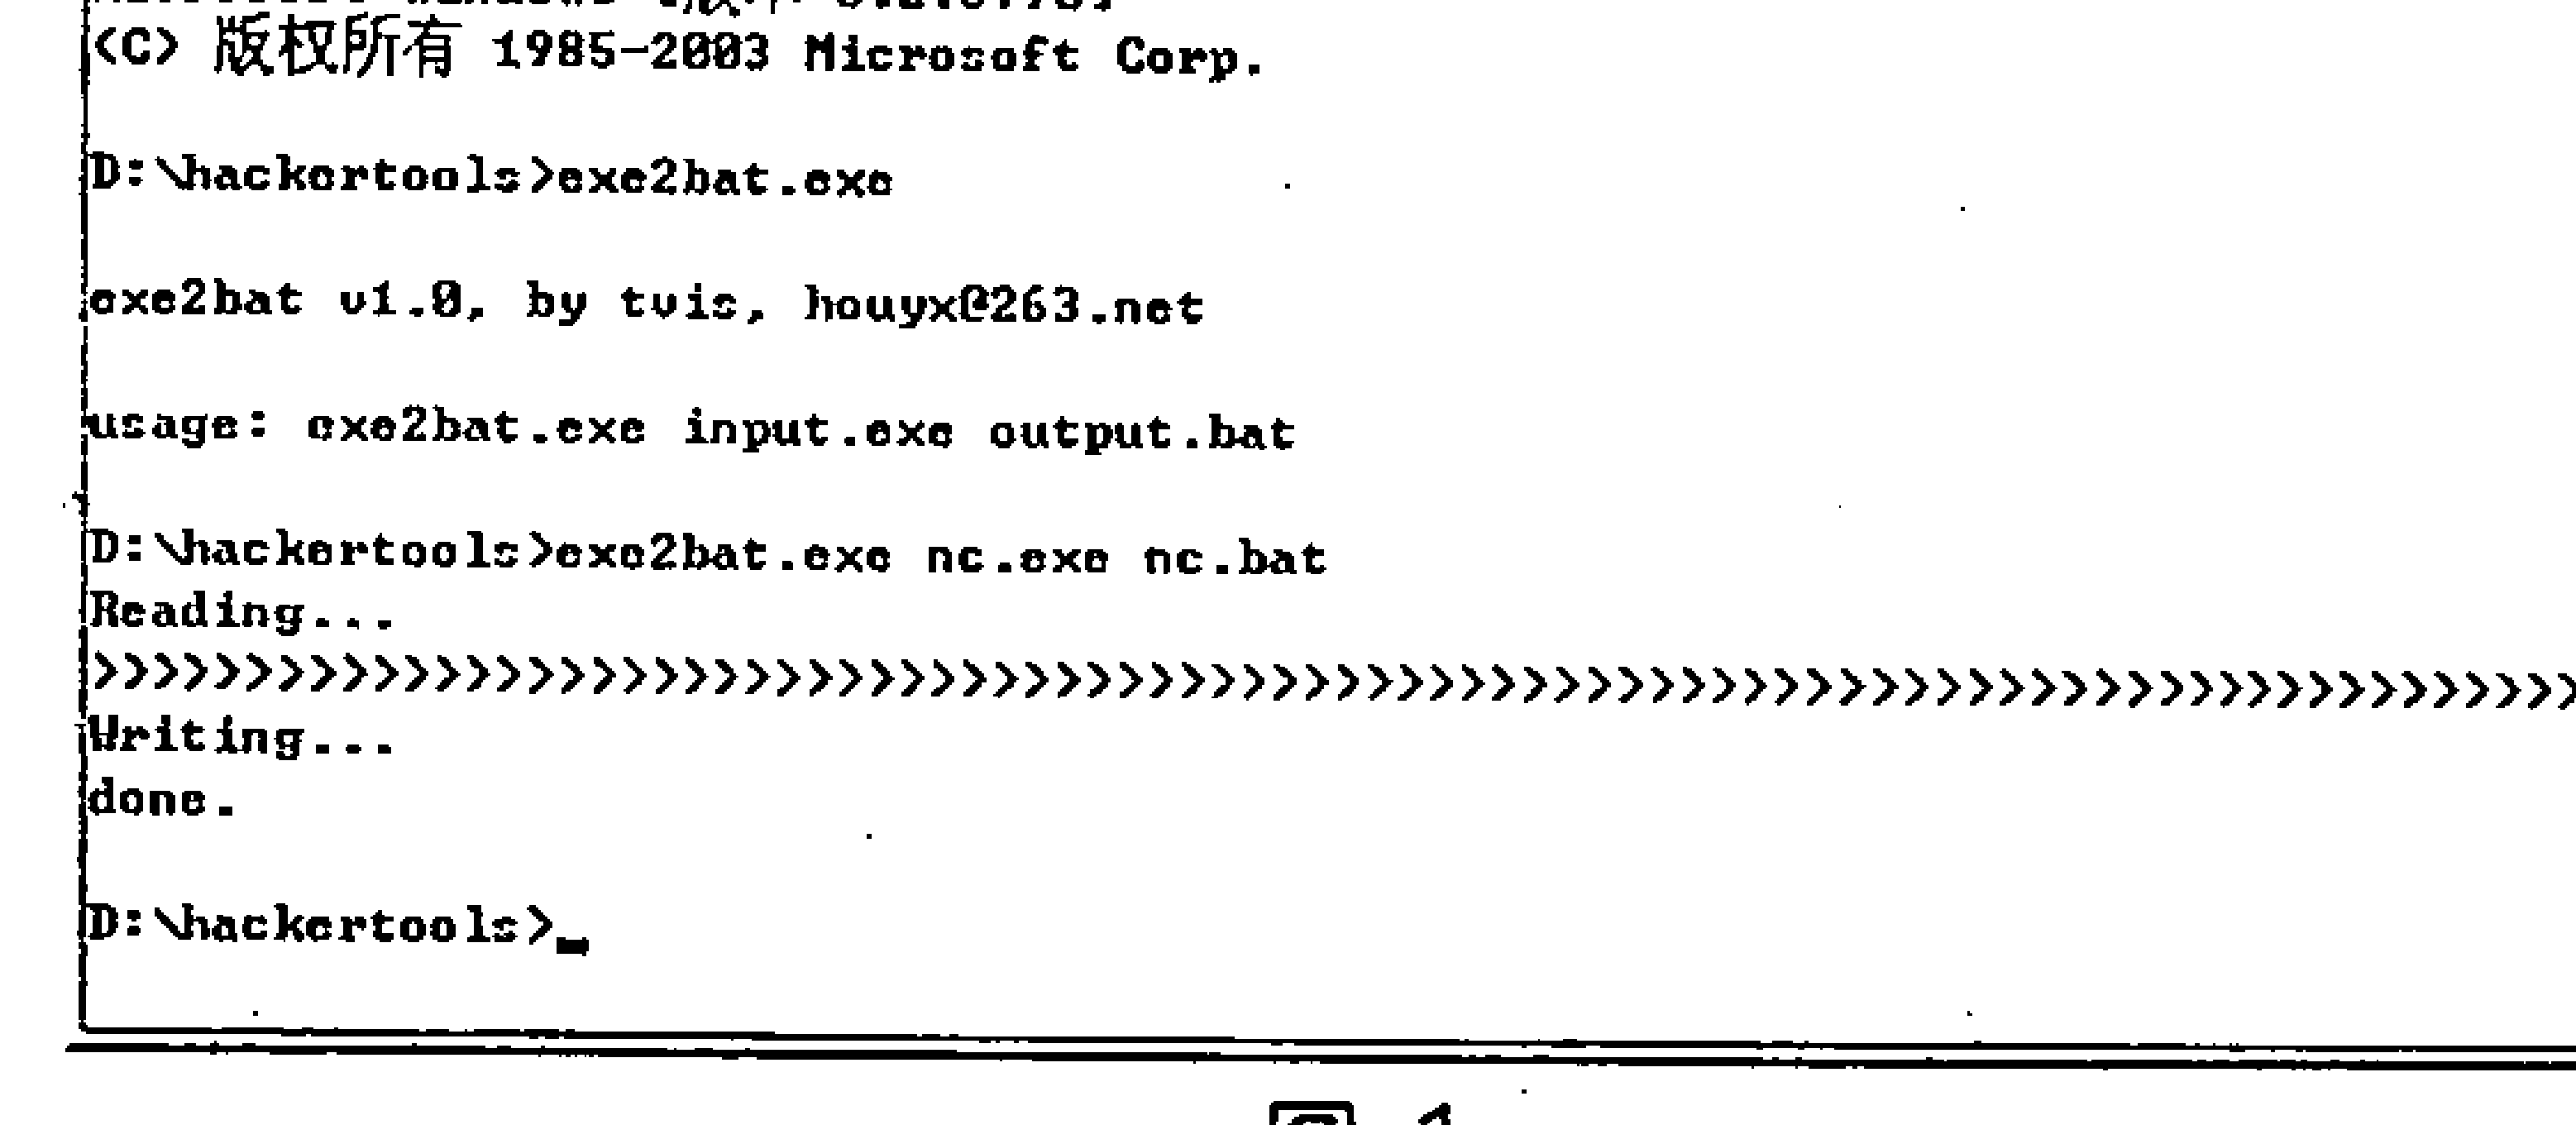 (C) 版权所有 1985-2003 Microsoft Corp.
D:\hackertools>exe2bat.exe
exe2bat v1.0, by tvis, houyx@263.net
usage: exe2bat.exe input.exe output.bat
D:\hackertools>exe2bat.exe nc.exe nc.bat
Reading...
>>>>>>>>>>>>>>>>>>>>>>>>>>>>>>>>>>>>>>>>>>>>>>>>>>>>>>>>>>>>>>>>>>>>>>>>>>>>>>>>
Writing...
done.
D:\hackertools>_